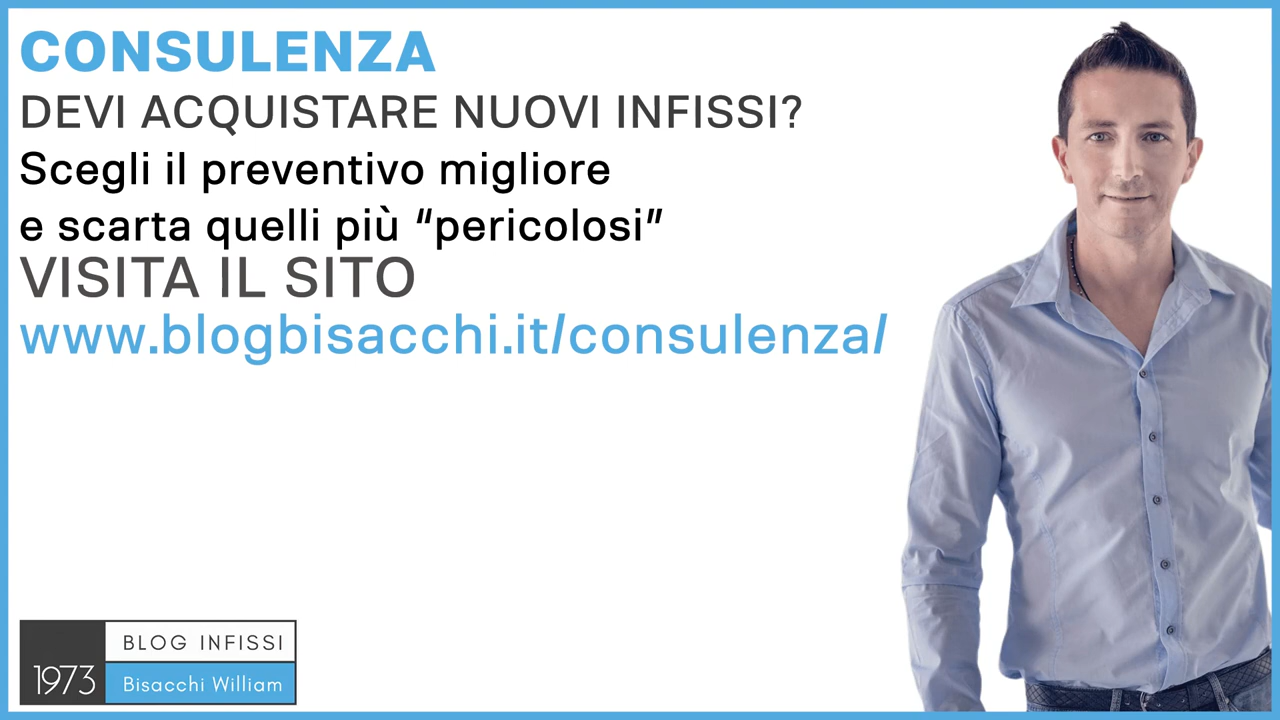 CONSULENZA
DEVI ACQUISTARE NUOVI INFISSI?
Scegli il preventivo migliore
e scarta quelli più “pericolosi”
VISITA IL SITO
www.blogbisacchi.it/consulenza/
1973
BLOG INFISSI
Bisacchi William